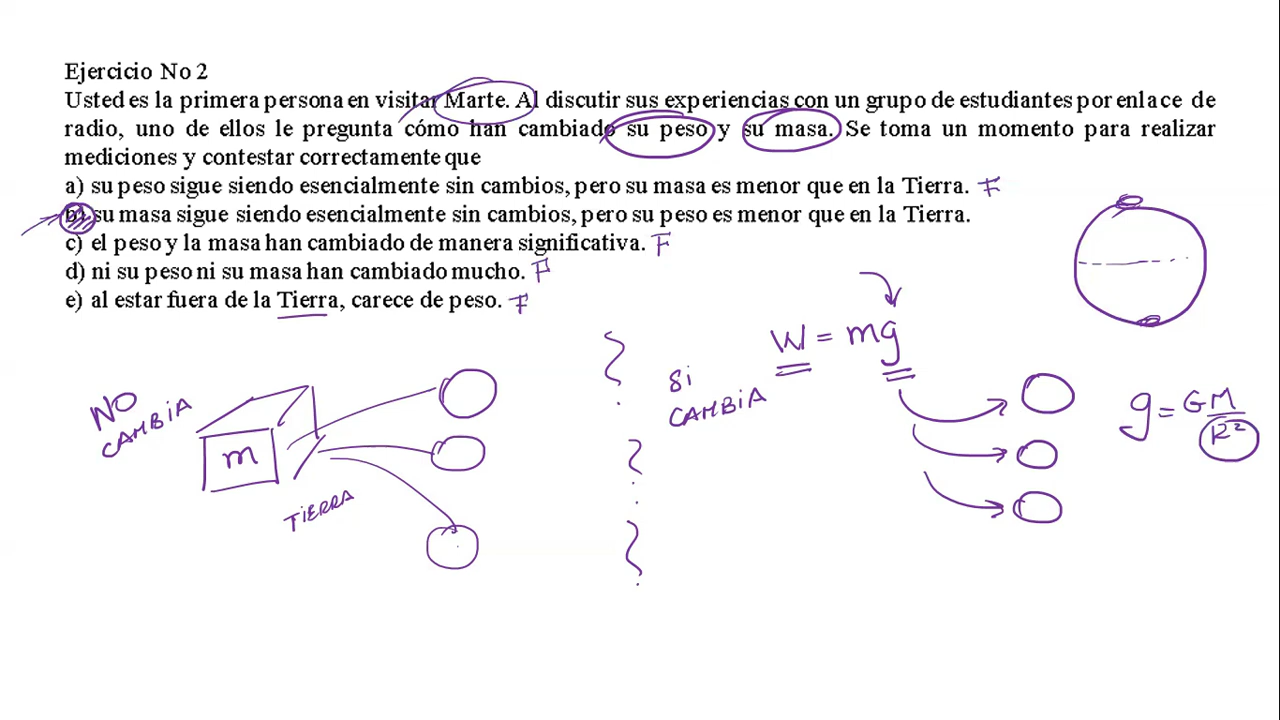 Ejercicio No 2
Usted es la primera persona en visitar Marte. Al discutir sus experiencias con un grupo de estudiantes por enlace de
radio, uno de ellos le pregunta cómo han cambiado su peso y su masa. Se toma un momento para realizar
mediciones y contestar correctamente que
a) su peso sigue siendo esencialmente sin cambios, pero su masa es menor que en la Tierra. F
b) su masa sigue siendo esencialmente sin cambios, pero su peso es menor que en la Tierra.
c) el peso y la masa han cambiado de manera significativa. F
d) ni su peso ni su masa han cambiado mucho. F
e) al estar fuera de la Tierra, carece de peso. F
W = mg
NO
CAMBIA
m
TIERRA
Si
CAMBIA
g = GM
R²